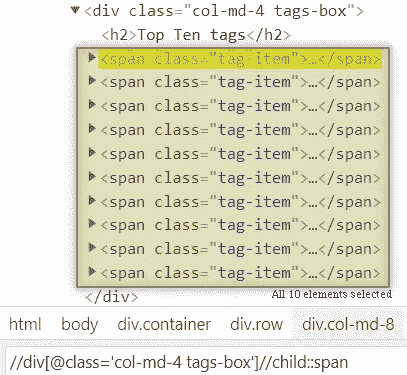 <div class="col-md-4 tags-box">
<h2>Top Ten tags</h2>
<span class="tag-item">…</span>
<span class="tag-item">…</span>
<span class="tag-item">…</span>
<span class="tag-item">…</span>
<span class="tag-item">…</span>
<span class="tag-item">…</span>
<span class="tag-item">…</span>
<span class="tag-item">…</span>
<span class="tag-item">…</span>
<span class="tag-item">…</span>
</div>
All 10 elements selected
html body div.container div.row div.col-md-8
//div[@class='col-md-4 tags-box']//child::span